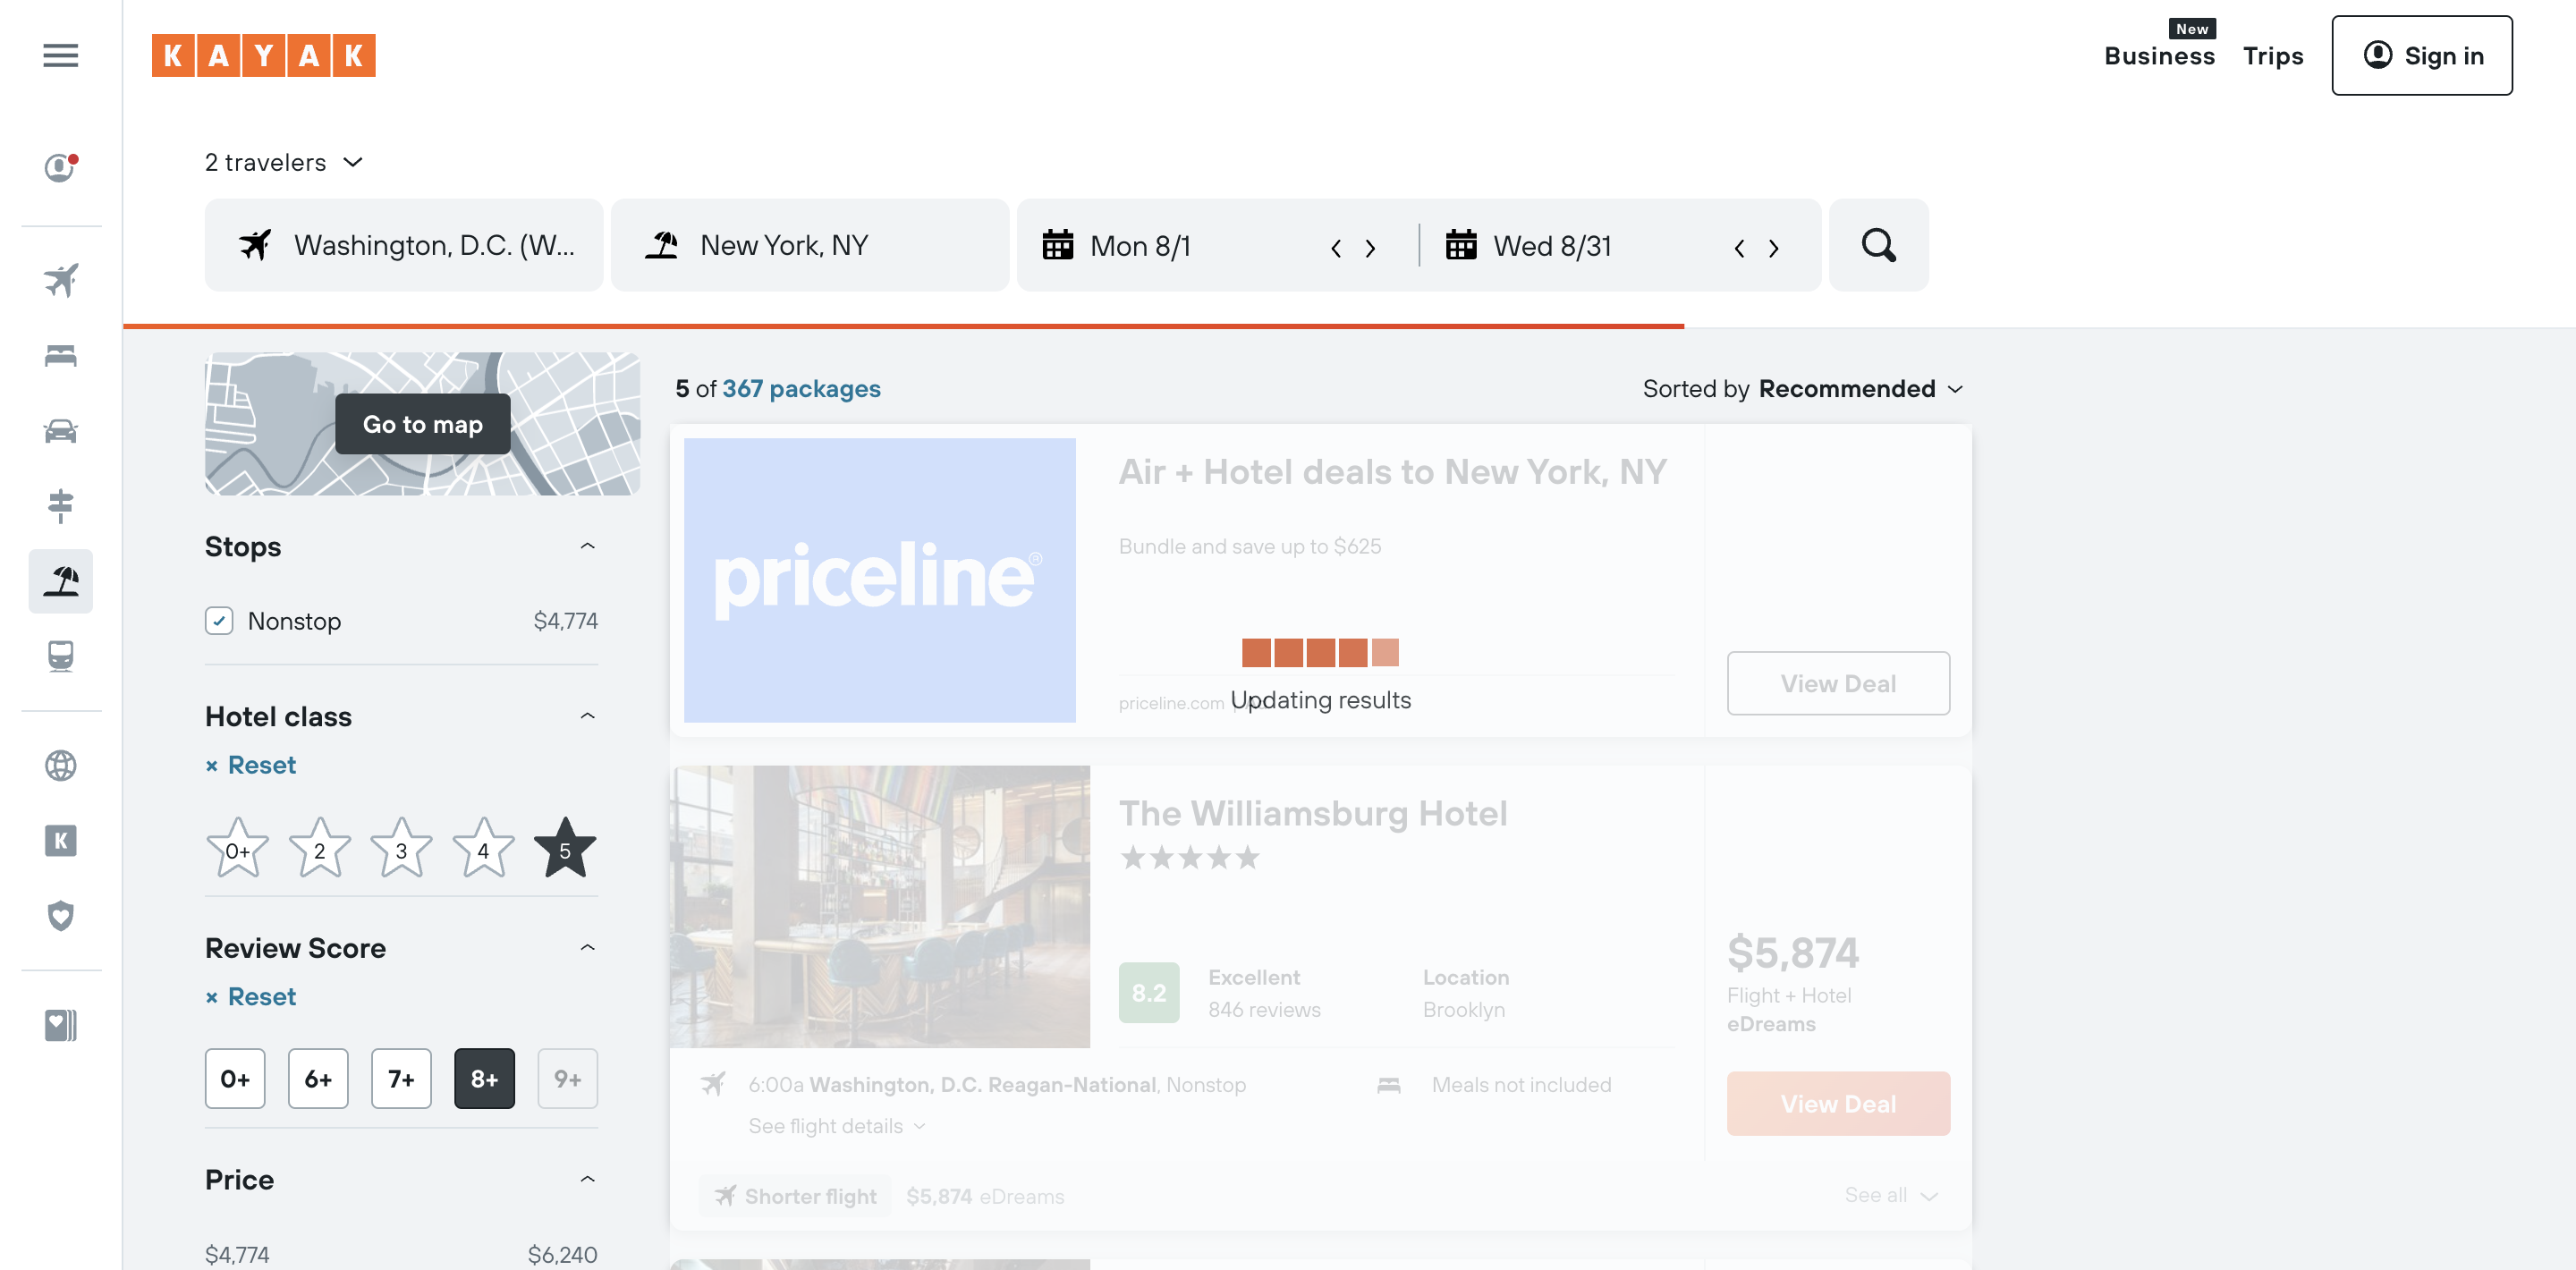 KAYAK
New
Business
Trips
Sign in
2 travelers
Washington, D.C. (W...
New York, NY
Mon 8/1
Wed 8/31
Go to map
5 of 367 packages
Sorted by Recommended
Stops
Nonstop
$4,774
Hotel class
× Reset
0+ 2 3 4 5
Review Score
× Reset
0+ 6+ 7+ 8+ 9+
Price
$4,774
$6,240
priceline®
Air + Hotel deals to New York, NY
Bundle and save up to $625
priceline.com
Updating results
View Deal
The Williamsburg Hotel
8.2
Excellent
846 reviews
Location
Brooklyn
$5,874
Flight + Hotel
eDreams
View Deal
6:00a Washington, D.C. Reagan-National, Nonstop
Meals not included
See flight details
Shorter flight
$5,874 eDreams
See all
K